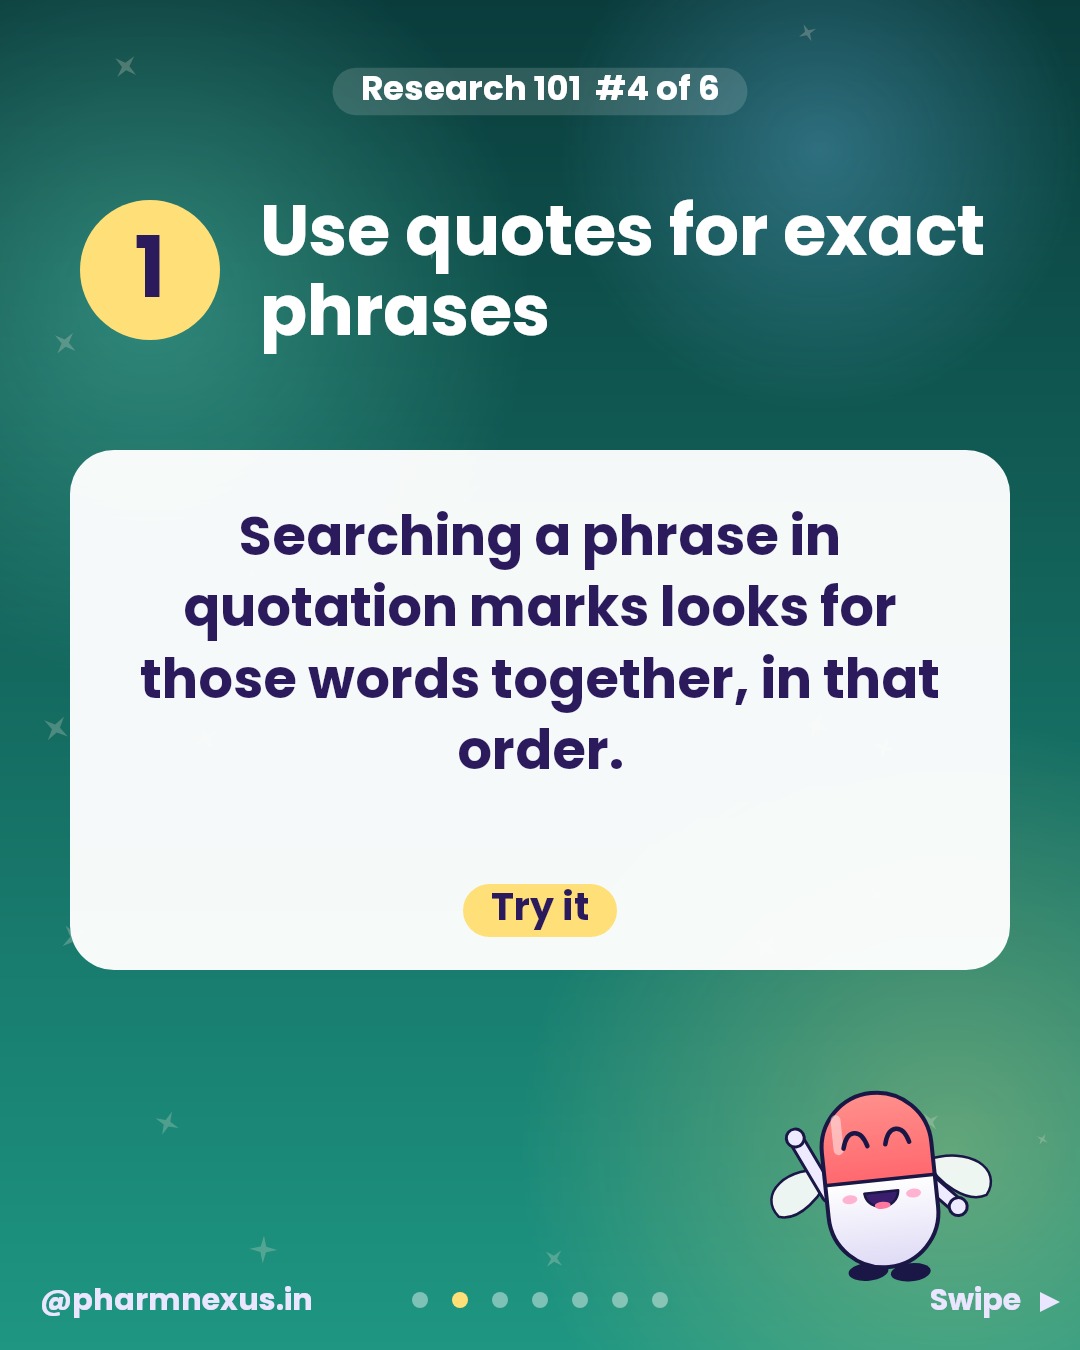 Research 101 #4 of 6
1
Use quotes for exact
phrases
Searching a phrase in
quotation marks looks for
those words together, in that
order.
Try it
@pharmnexus.in
Swipe ▶